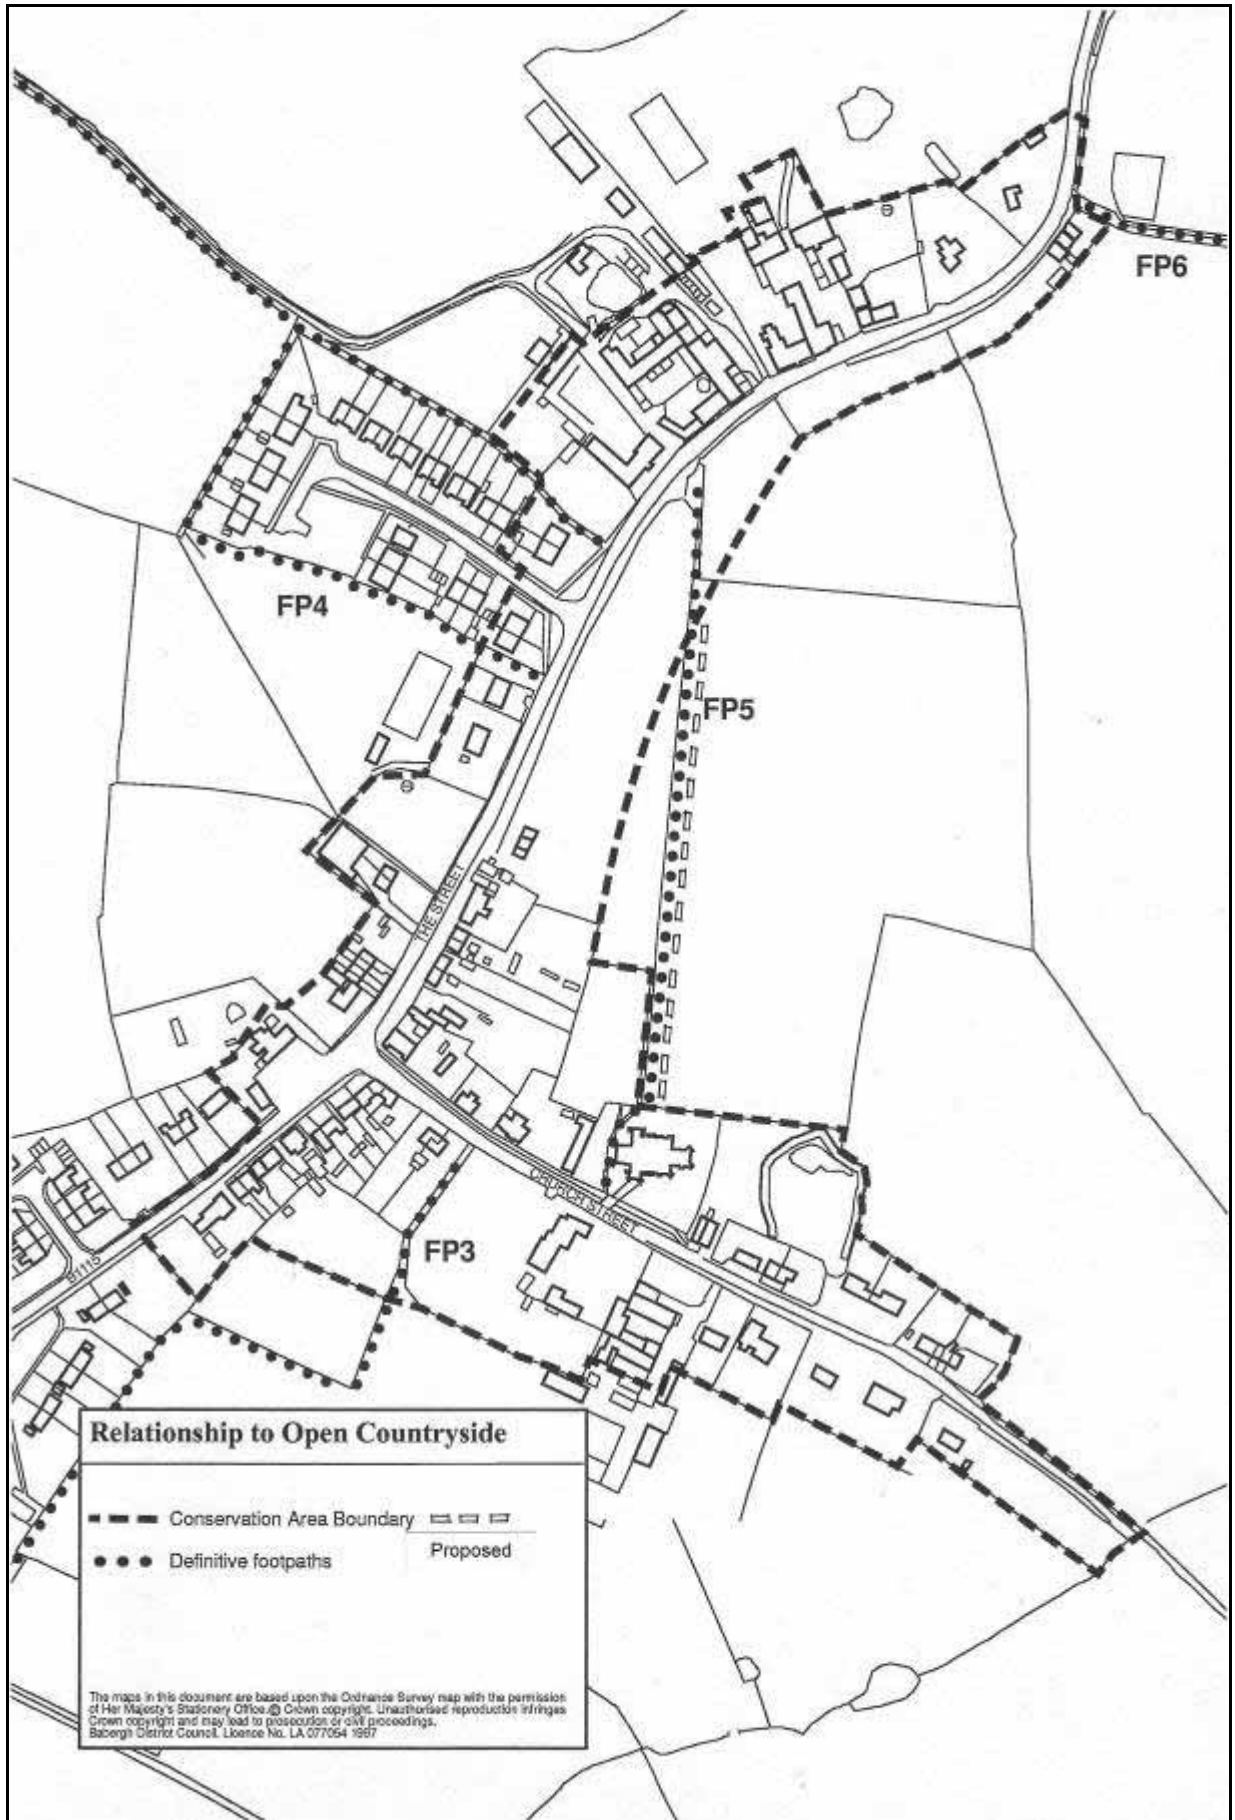 FP6
FP4
FP5
THE STREET
CHURCH STREET
FP3
B1115
Relationship to Open Countryside
Conservation Area Boundary
Proposed
Definitive footpaths
The maps in this document are based upon the Ordnance Survey map with the permission
of Her Majesty's Stationery Office.© Crown copyright. Unauthorised reproduction infringes
Crown copyright and may lead to prosecution or civil proceedings.
Babergh District Council. Licence No. LA 077054 1997